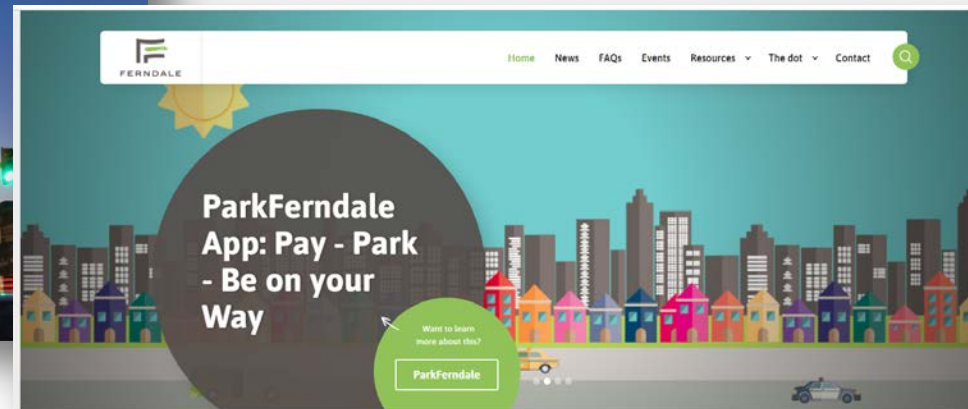 FERNDALE
Home News FAQs Events Resources The dot Contact
ParkFerndale
App: Pay - Park
- Be on your
Way
Want to learn
more about this?
ParkFerndale